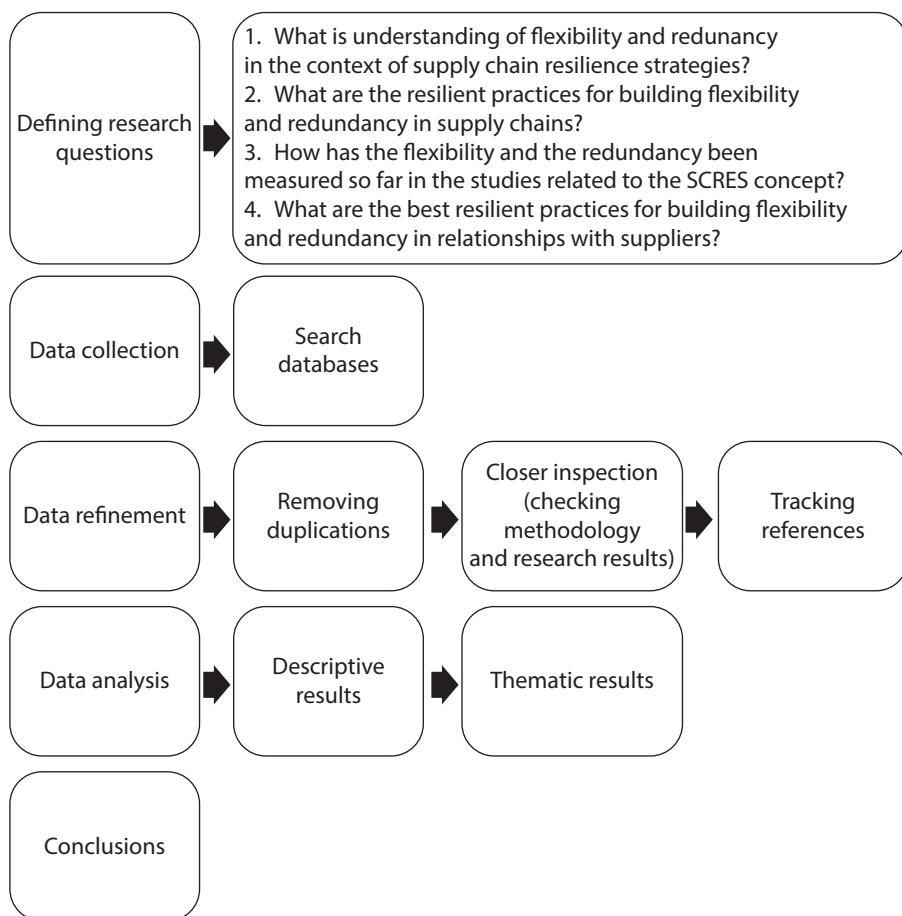 Defining research
questions
1. What is understanding of flexibility and redunancy
in the context of supply chain resilience strategies?
2. What are the resilient practices for building flexibility
and redundancy in supply chains?
3. How has the flexibility and the redundancy been
measured so far in the studies related to the SCRES concept?
4. What are the best resilient practices for building flexibility
and redundancy in relationships with suppliers?
Data collection
Search
databases
Data refinement
Removing
duplications
Closer inspection
(checking
methodology
and research results)
Tracking
references
Data analysis
Descriptive
results
Thematic results
Conclusions